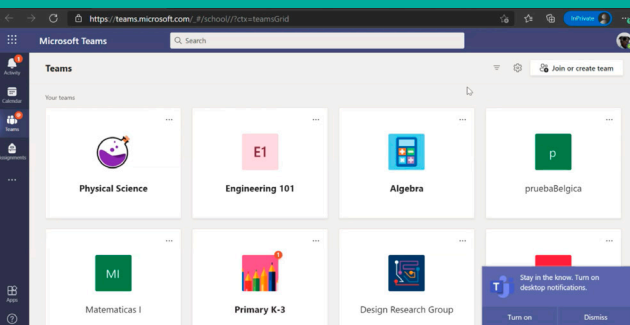 https://teams.microsoft.com/_#/school//?ctx=teamsGrid
InPrivate
Microsoft Teams
Search
Activity
Teams
Join or create team
Calendar
Your teams
Teams
E1
p
Assignments
Physical Science
Engineering 101
Algebra
pruebaBelgica
MI
1
Stay in the know. Turn on
desktop notifications.
Apps
Matematicas I
Primary K-3
Design Research Group
Turn on
Dismiss